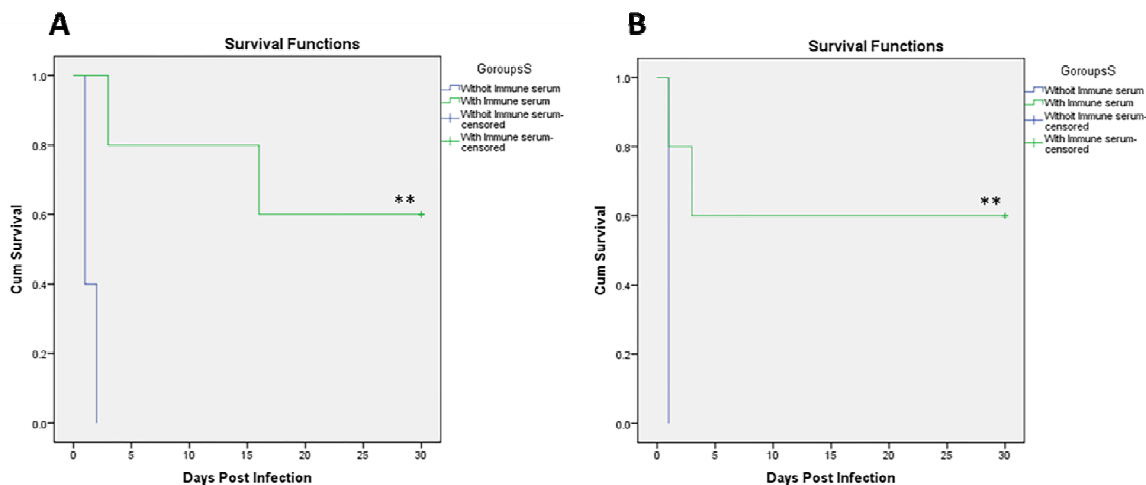 A
Survival Functions
GoroupsS
Withoit Immune serum
With Immune serum
Withoit Immune serum-
censored
With Immune serum-
censored
1.0
0.8
0.6
0.4
0.2
0.0
**
Cum Survival
0 5 10 15 20 25 30
Days Post Infection
B
Survival Functions
GoroupsS
Withoit Immune serum
With Immune serum
Withoit Immune serum-
censored
With Immune serum-
censored
1.0
0.8
0.6
0.4
0.2
0.0
**
Cum Survival
0 5 10 15 20 25 30
Days Post Infection